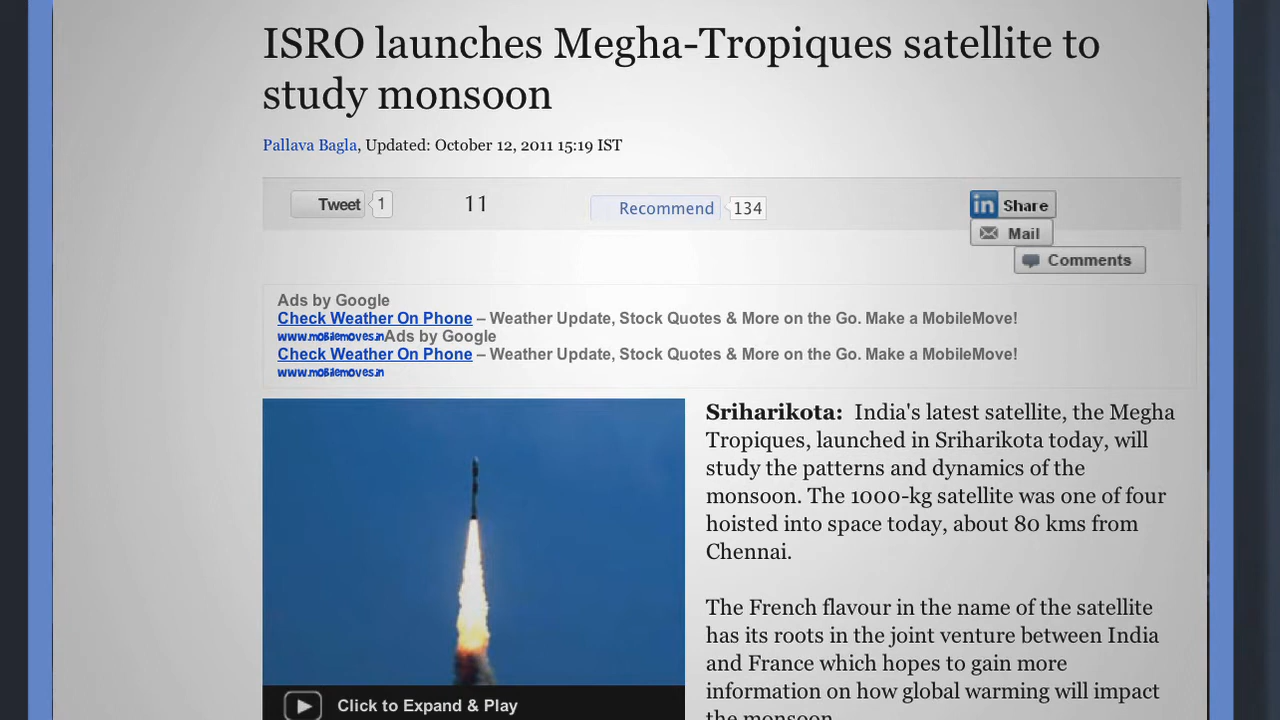 ISRO launches Megha-Tropiques satellite to
study monsoon
Pallava Bagla, Updated: October 12, 2011 15:19 IST
Tweet 1 11 Recommend 134 in Share
Mail
Comments
Ads by Google
Check Weather On Phone – Weather Update, Stock Quotes & More on the Go. Make a MobileMove!
www.mobilemoves.inAds by Google
Check Weather On Phone – Weather Update, Stock Quotes & More on the Go. Make a MobileMove!
www.mobilemoves.in
Click to Expand & Play
Sriharikota: India's latest satellite, the Megha
Tropiques, launched in Sriharikota today, will
study the patterns and dynamics of the
monsoon. The 1000-kg satellite was one of four
hoisted into space today, about 80 kms from
Chennai.
The French flavour in the name of the satellite
has its roots in the joint venture between India
and France which hopes to gain more
information on how global warming will impact
the monsoon.